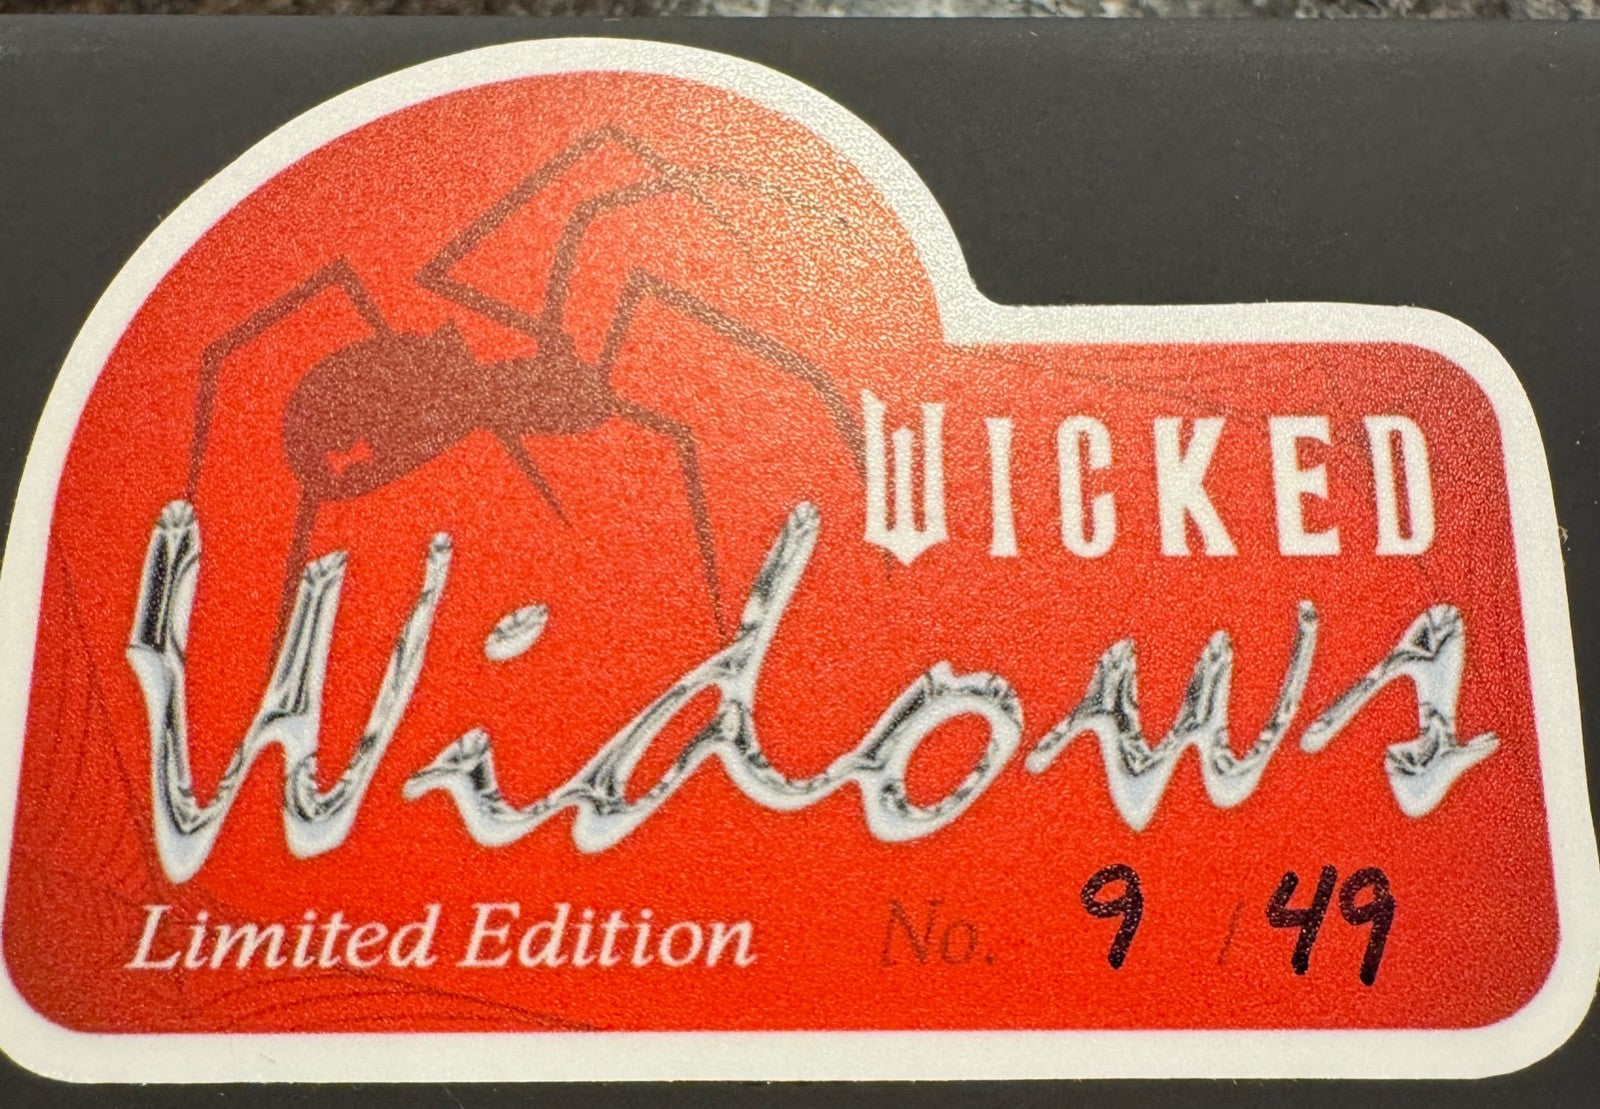 WICKED
Widows
Limited Edition No. 9 / 49